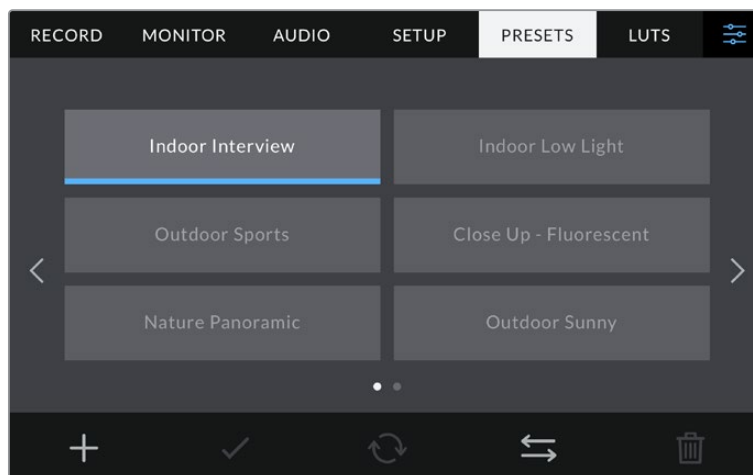 RECORD MONITOR AUDIO SETUP PRESETS LUTS
Indoor Interview Indoor Low Light
Outdoor Sports Close Up - Fluorescent
Nature Panoramic Outdoor Sunny